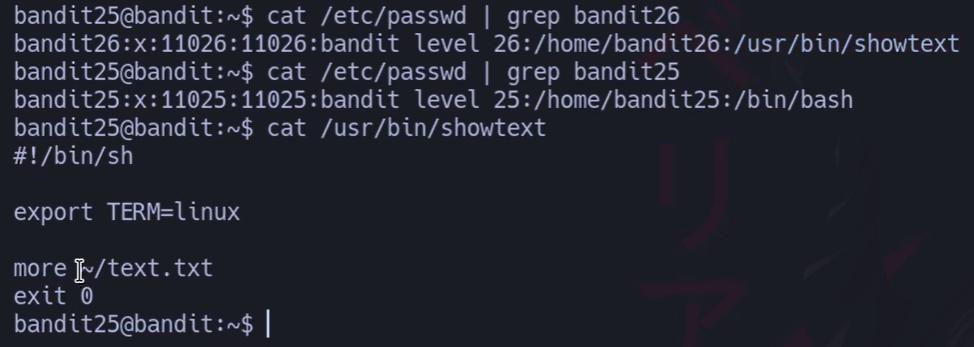 bandit25@bandit:~$ cat /etc/passwd | grep bandit26
bandit26:x:11026:11026:bandit level 26:/home/bandit26:/usr/bin/showtext
bandit25@bandit:~$ cat /etc/passwd | grep bandit25
bandit25:x:11025:11025:bandit level 25:/home/bandit25:/bin/bash
bandit25@bandit:~$ cat /usr/bin/showtext
#!/bin/sh

export TERM=linux

more ~/text.txt
exit 0
bandit25@bandit:~$
リア